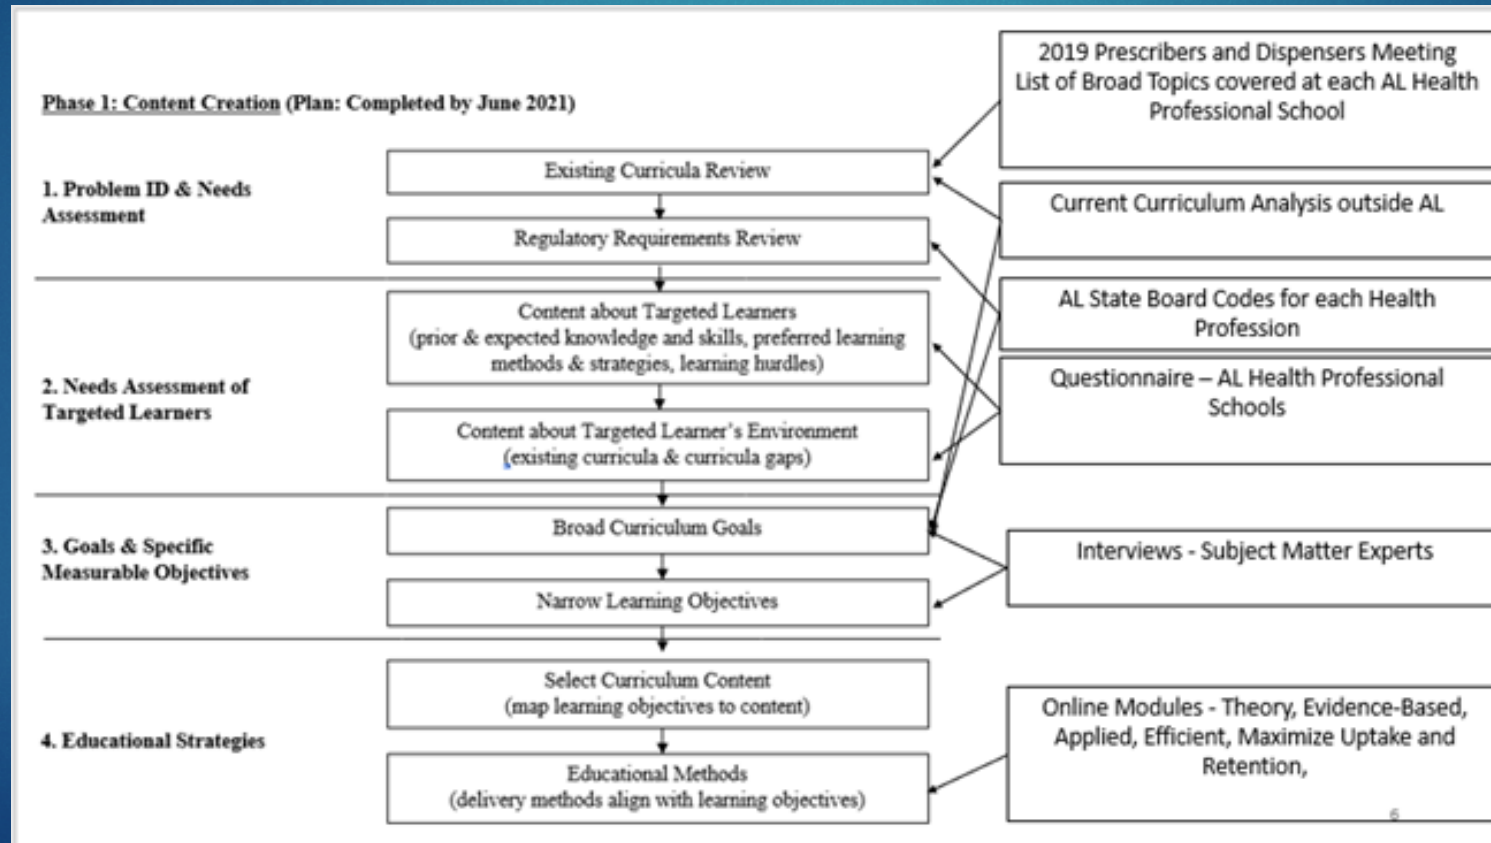 Phase 1: Content Creation (Plan: Completed by June 2021)
1. Problem ID & Needs
Assessment
Existing Curricula Review
Regulatory Requirements Review
2. Needs Assessment of
Targeted Learners
Content about Targeted Learners
(prior & expected knowledge and skills, preferred learning
methods & strategies, learning hurdles)
Content about Targeted Learner's Environment
(existing curricula & curricula gaps)
3. Goals & Specific
Measurable Objectives
Broad Curriculum Goals
Narrow Learning Objectives
4. Educational Strategies
Select Curriculum Content
(map learning objectives to content)
Educational Methods
(delivery methods align with learning objectives)
2019 Prescribers and Dispensers Meeting
List of Broad Topics covered at each AL Health
Professional School
Current Curriculum Analysis outside AL
AL State Board Codes for each Health
Profession
Questionnaire – AL Health Professional
Schools
Interviews - Subject Matter Experts
Online Modules - Theory, Evidence-Based,
Applied, Efficient, Maximize Uptake and
Retention,
6